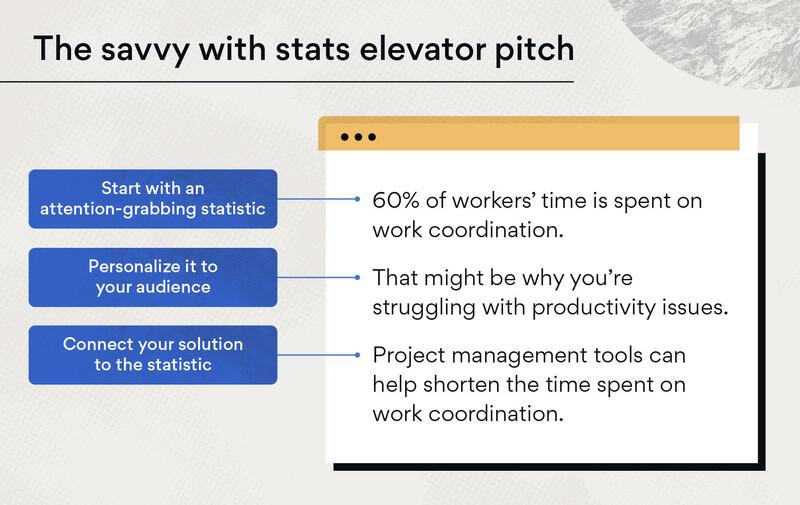 The savvy with stats elevator pitch
Start with an
attention-grabbing statistic
60% of workers’ time is spent on
work coordination.
Personalize it to
your audience
That might be why you’re
struggling with productivity issues.
Connect your solution
to the statistic
Project management tools can
help shorten the time spent on
work coordination.